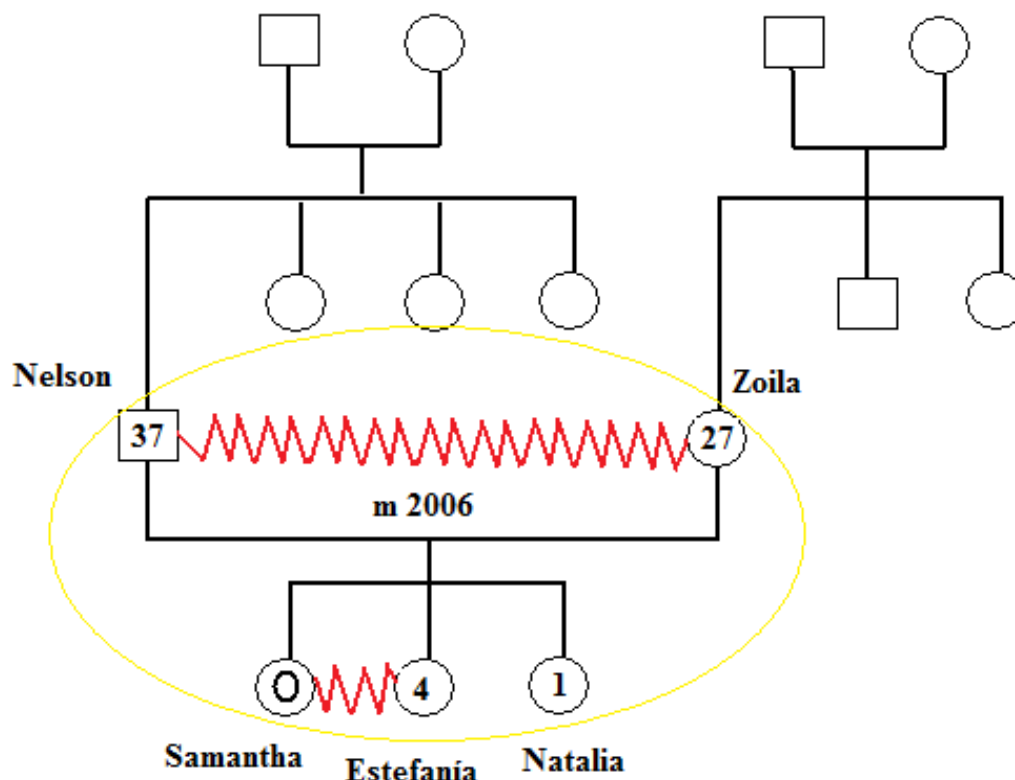 Nelson
Zoila
37
27
m 2006
O
4
1
Samantha
Estefanía
Natalia